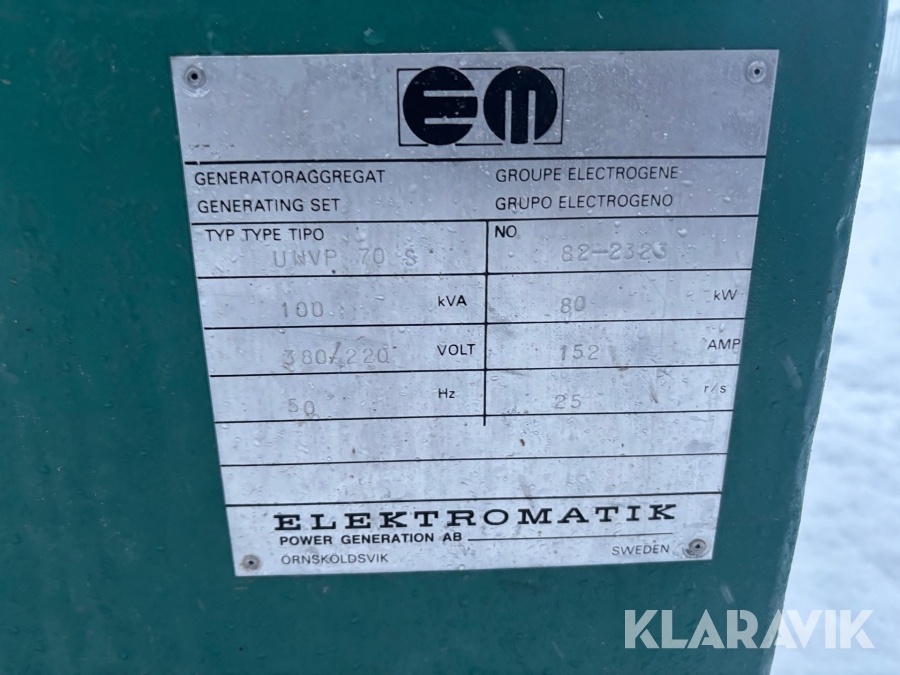 EM
GENERATORAGGREGAT GROUPE ELECTROGENE
GENERATING SET GRUPO ELECTROGENO
TYP TYPE TIPO NO
UNVP 70 S 82-2323
100 kVA 80 kW
380/220 VOLT 152 AMP
50 Hz 25 r/s
ELEKTROMATIK
POWER GENERATION AB
ÖRNSKÖLDSVIK SWEDEN
KLARAVIK